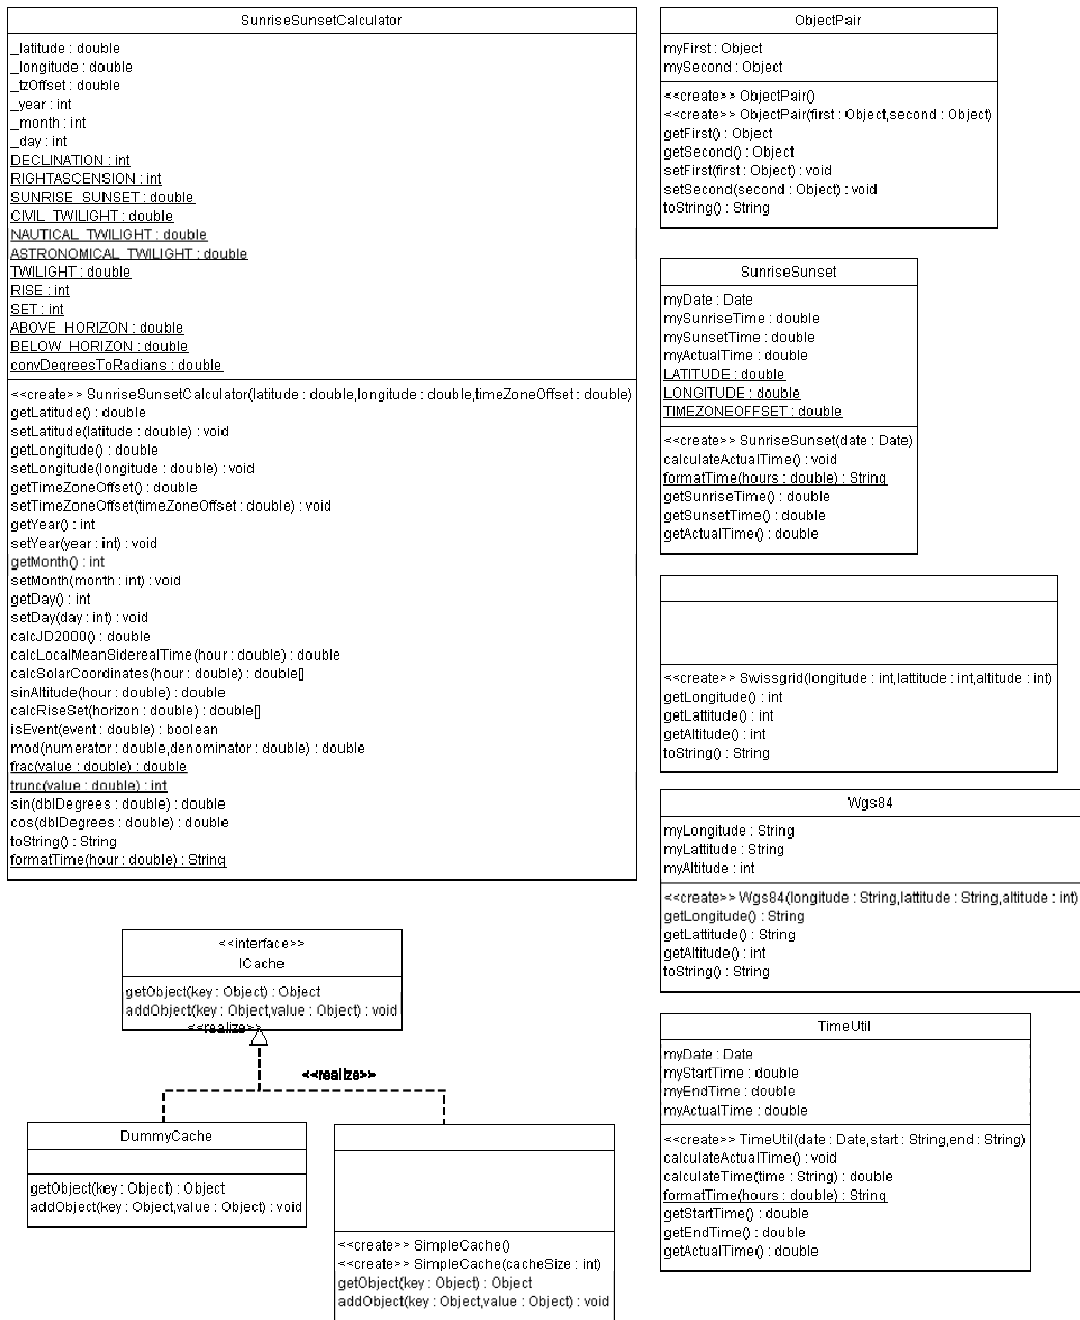 SunriseSunsetCalculator
_latitude : double
_longitude : double
_tzOffset : double
_year : int
_month : int
_day : int
DECLINATION : int
RIGHTASCENSION : int
SUNRISE_SUNSET : double
CIVIL_TWILIGHT : double
NAUTICAL_TWILIGHT : double
ASTRONOMICAL_TWILIGHT : double
TWILIGHT : double
RISE : int
SET : int
ABOVE_HORIZON : double
BELOW_HORIZON : double
convDegreesToRadians : double
<<create>> SunriseSunsetCalculator(latitude : double,longitude : double,timeZoneOffset : double)
getLatitude() : double
setLatitude(latitude : double) : void
getLongitude() : double
setLongitude(longitude : double) : void
getTimeZoneOffset() : double
setTimeZoneOffset(timeZoneOffset : double) : void
getYear() : int
setYear(year : int) : void
getMonth() : int
setMonth(month : int) : void
getDay() : int
setDay(day : int) : void
calcJD2000() : double
calcLocalMeanSiderealTime(hour : double) : double
calcSolarCoordinates(hour : double) : double[]
sinAltitude(hour : double) : double
calcRiseSet(horizon : double) : double[]
isEvent(event : double) : boolean
mod(numerator : double,denominator : double) : double
frac(value : double) : double
trunc(value : double) : int
sin(dblDegrees : double) : double
cos(dblDegrees : double) : double
toString() : String
formatTime(hour : double) : String
ObjectPair
myFirst : Object
mySecond : Object
<<create>> ObjectPair()
<<create>> ObjectPair(first : Object,second : Object)
getFirst() : Object
getSecond() : Object
setFirst(first : Object) : void
setSecond(second : Object) : void
toString() : String
SunriseSunset
myDate : Date
mySunriseTime : double
mySunsetTime : double
myActualTime : double
LATITUDE : double
LONGITUDE : double
TIMEZONEOFFSET : double
<<create>> SunriseSunset(date : Date)
calculateActualTime() : void
formatTime(hours : double) : String
getSunriseTime() : double
getSunsetTime() : double
getActualTime() : double
<<create>> Swissgrid(longitude : int,lattitude : int,altitude : int)
getLongitude() : int
getLattitude() : int
getAltitude() : int
toString() : String
Wgs84
myLongitude : String
myLattitude : String
myAltitude : int
<<create>> Wgs84(longitude : String,lattitude : String,altitude : int)
getLongitude() : String
getLattitude() : String
getAltitude() : int
toString() : String
<<interface>>
ICache
getObject(key : Object) : Object
addObject(key : Object,value : Object) : void
<<realize>>
<<realize>>
DummyCache
getObject(key : Object) : Object
addObject(key : Object,value : Object) : void
<<create>> SimpleCache()
<<create>> SimpleCache(cacheSize : int)
getObject(key : Object) : Object
addObject(key : Object,value : Object) : void
TimeUtil
myDate : Date
myStartTime : double
myEndTime : double
myActualTime : double
<<create>> TimeUtil(date : Date,start : String,end : String)
calculateActualTime() : void
calculateTime(time : String) : double
formatTime(hours : double) : String
getStartTime() : double
getEndTime() : double
getActualTime() : double